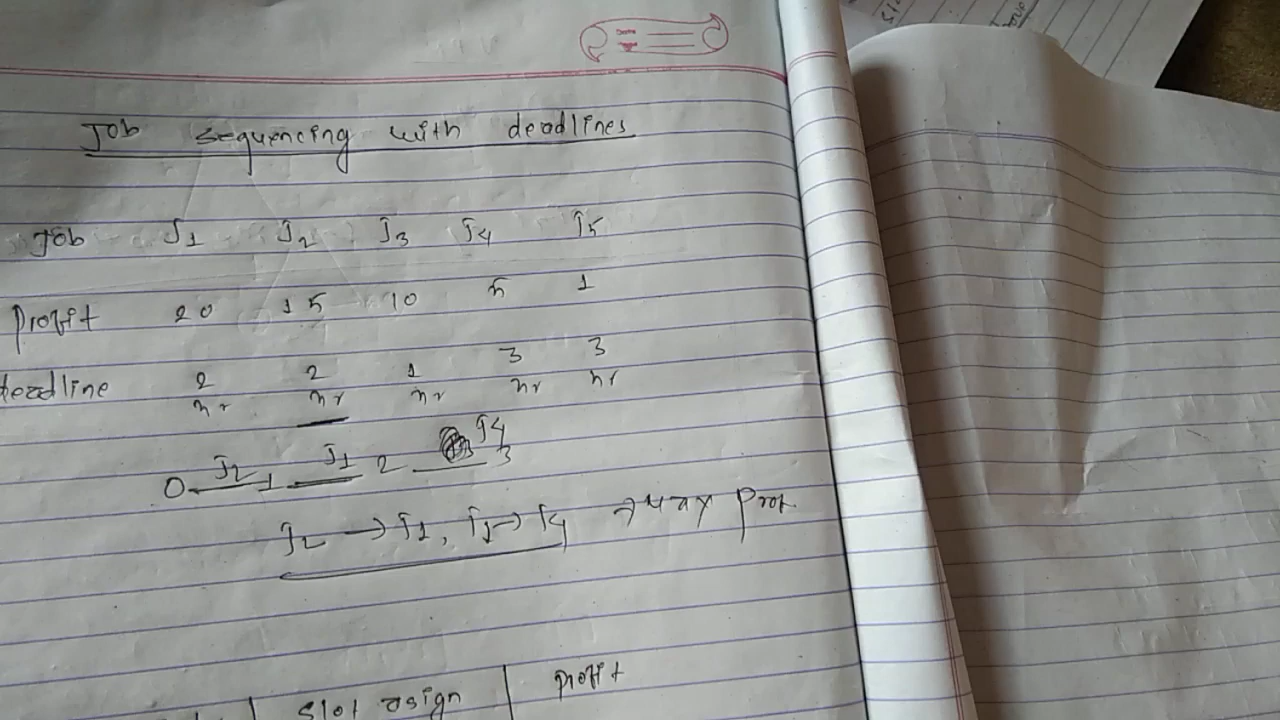 Job sequencing with deadlines
Job J1 J2 J3 J4 J5
Profit 20 15 10 5 1
deadline 2 hr 2 hr 1 hr 3 hr 3 hr
0 J2 1 J1 2 J4 3
J2 → J1, J1 → J4 → Max Prof.
Slot asign | Profit